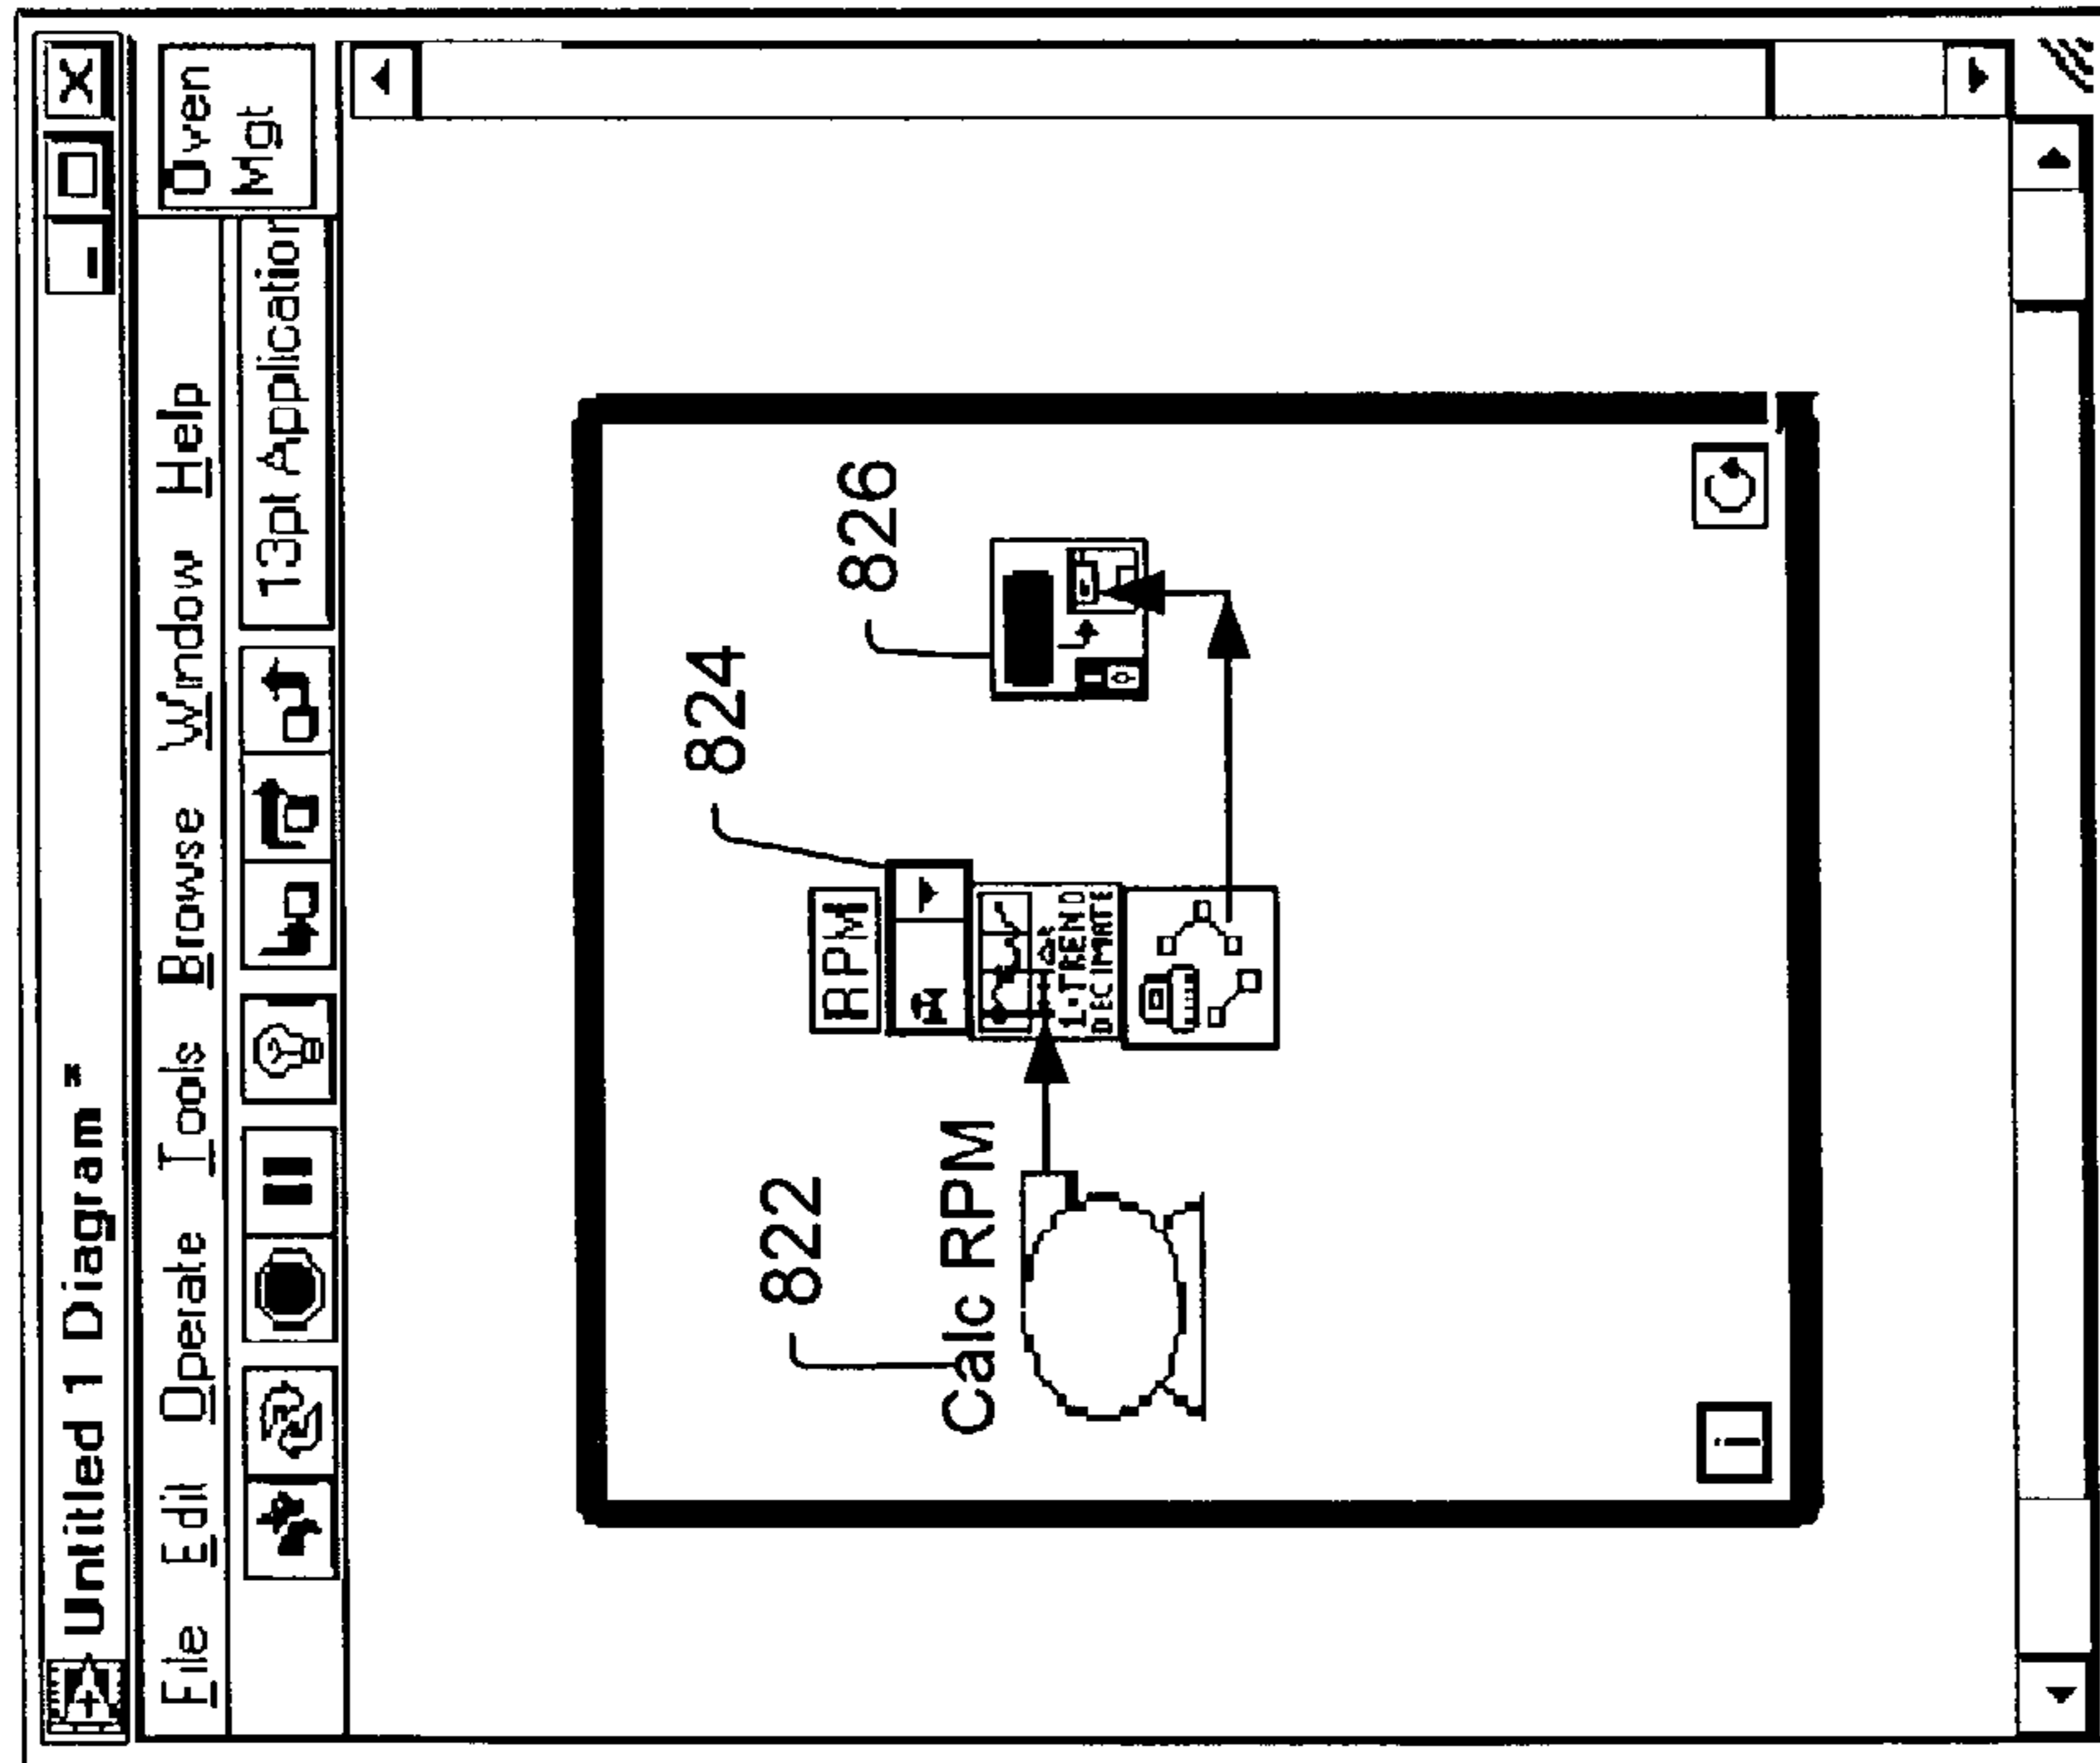 Untitled 1 Diagram *
File Edit Operate Tools Browse Window Help
13pt Application
Oven
Mgt
826
824
822
RPM
Calc RPM
1·TREND
DECIMATE
i